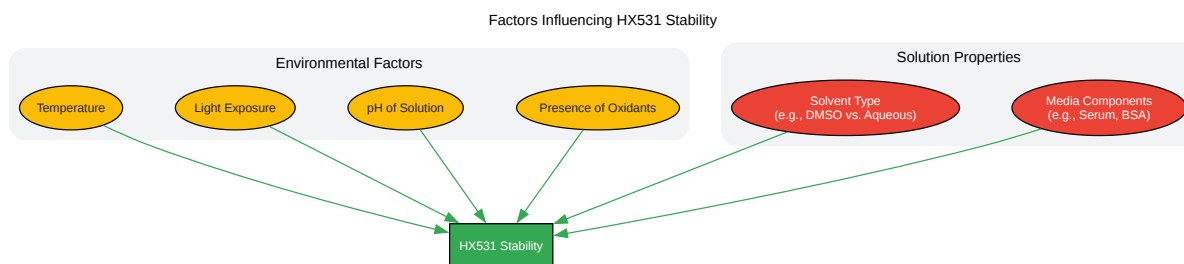 Factors Influencing HX531 Stability
Environmental Factors
Solution Properties
Temperature
Light Exposure
pH of Solution
Presence of Oxidants
Solvent Type
(e.g., DMSO vs. Aqueous)
Media Components
(e.g., Serum, BSA)
HX531 Stability